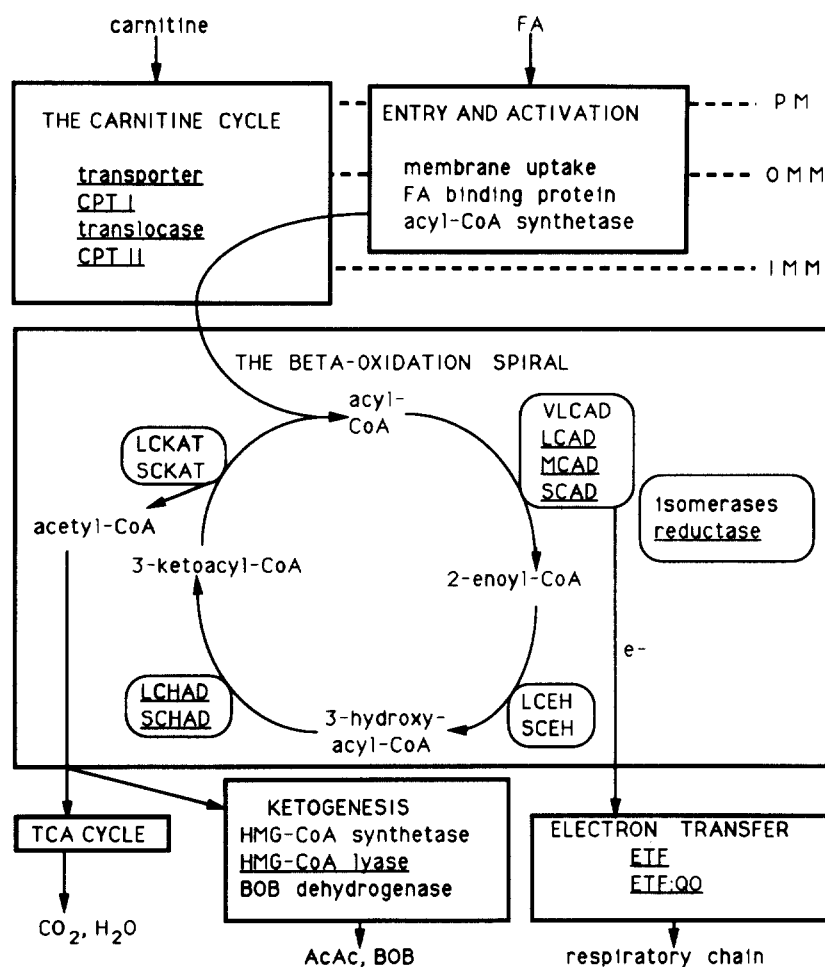 carnitine
FA
THE CARNITINE CYCLE
transporter
CPT I
translocase
CPT II
ENTRY AND ACTIVATION
membrane uptake
FA binding protein
acyl-CoA synthetase
PM
OMM
IMM
THE BETA-OXIDATION SPIRAL
acyl-
CoA
VLCAD
LCAD
MCAD
SCAD
Isomerases
reductase
LCKAT
SCKAT
acetyl-CoA
3-ketoacyl-CoA
2-enoyl-CoA
e-
LCHAD
SCHAD
3-hydroxy-
acyl-CoA
LCEH
SCEH
TCA CYCLE
CO2, H2O
KETOGENESIS
HMG-CoA synthetase
HMG-CoA lyase
BOB dehydrogenase
AcAc, BOB
ELECTRON TRANSFER
ETF
ETF:QO
respiratory chain